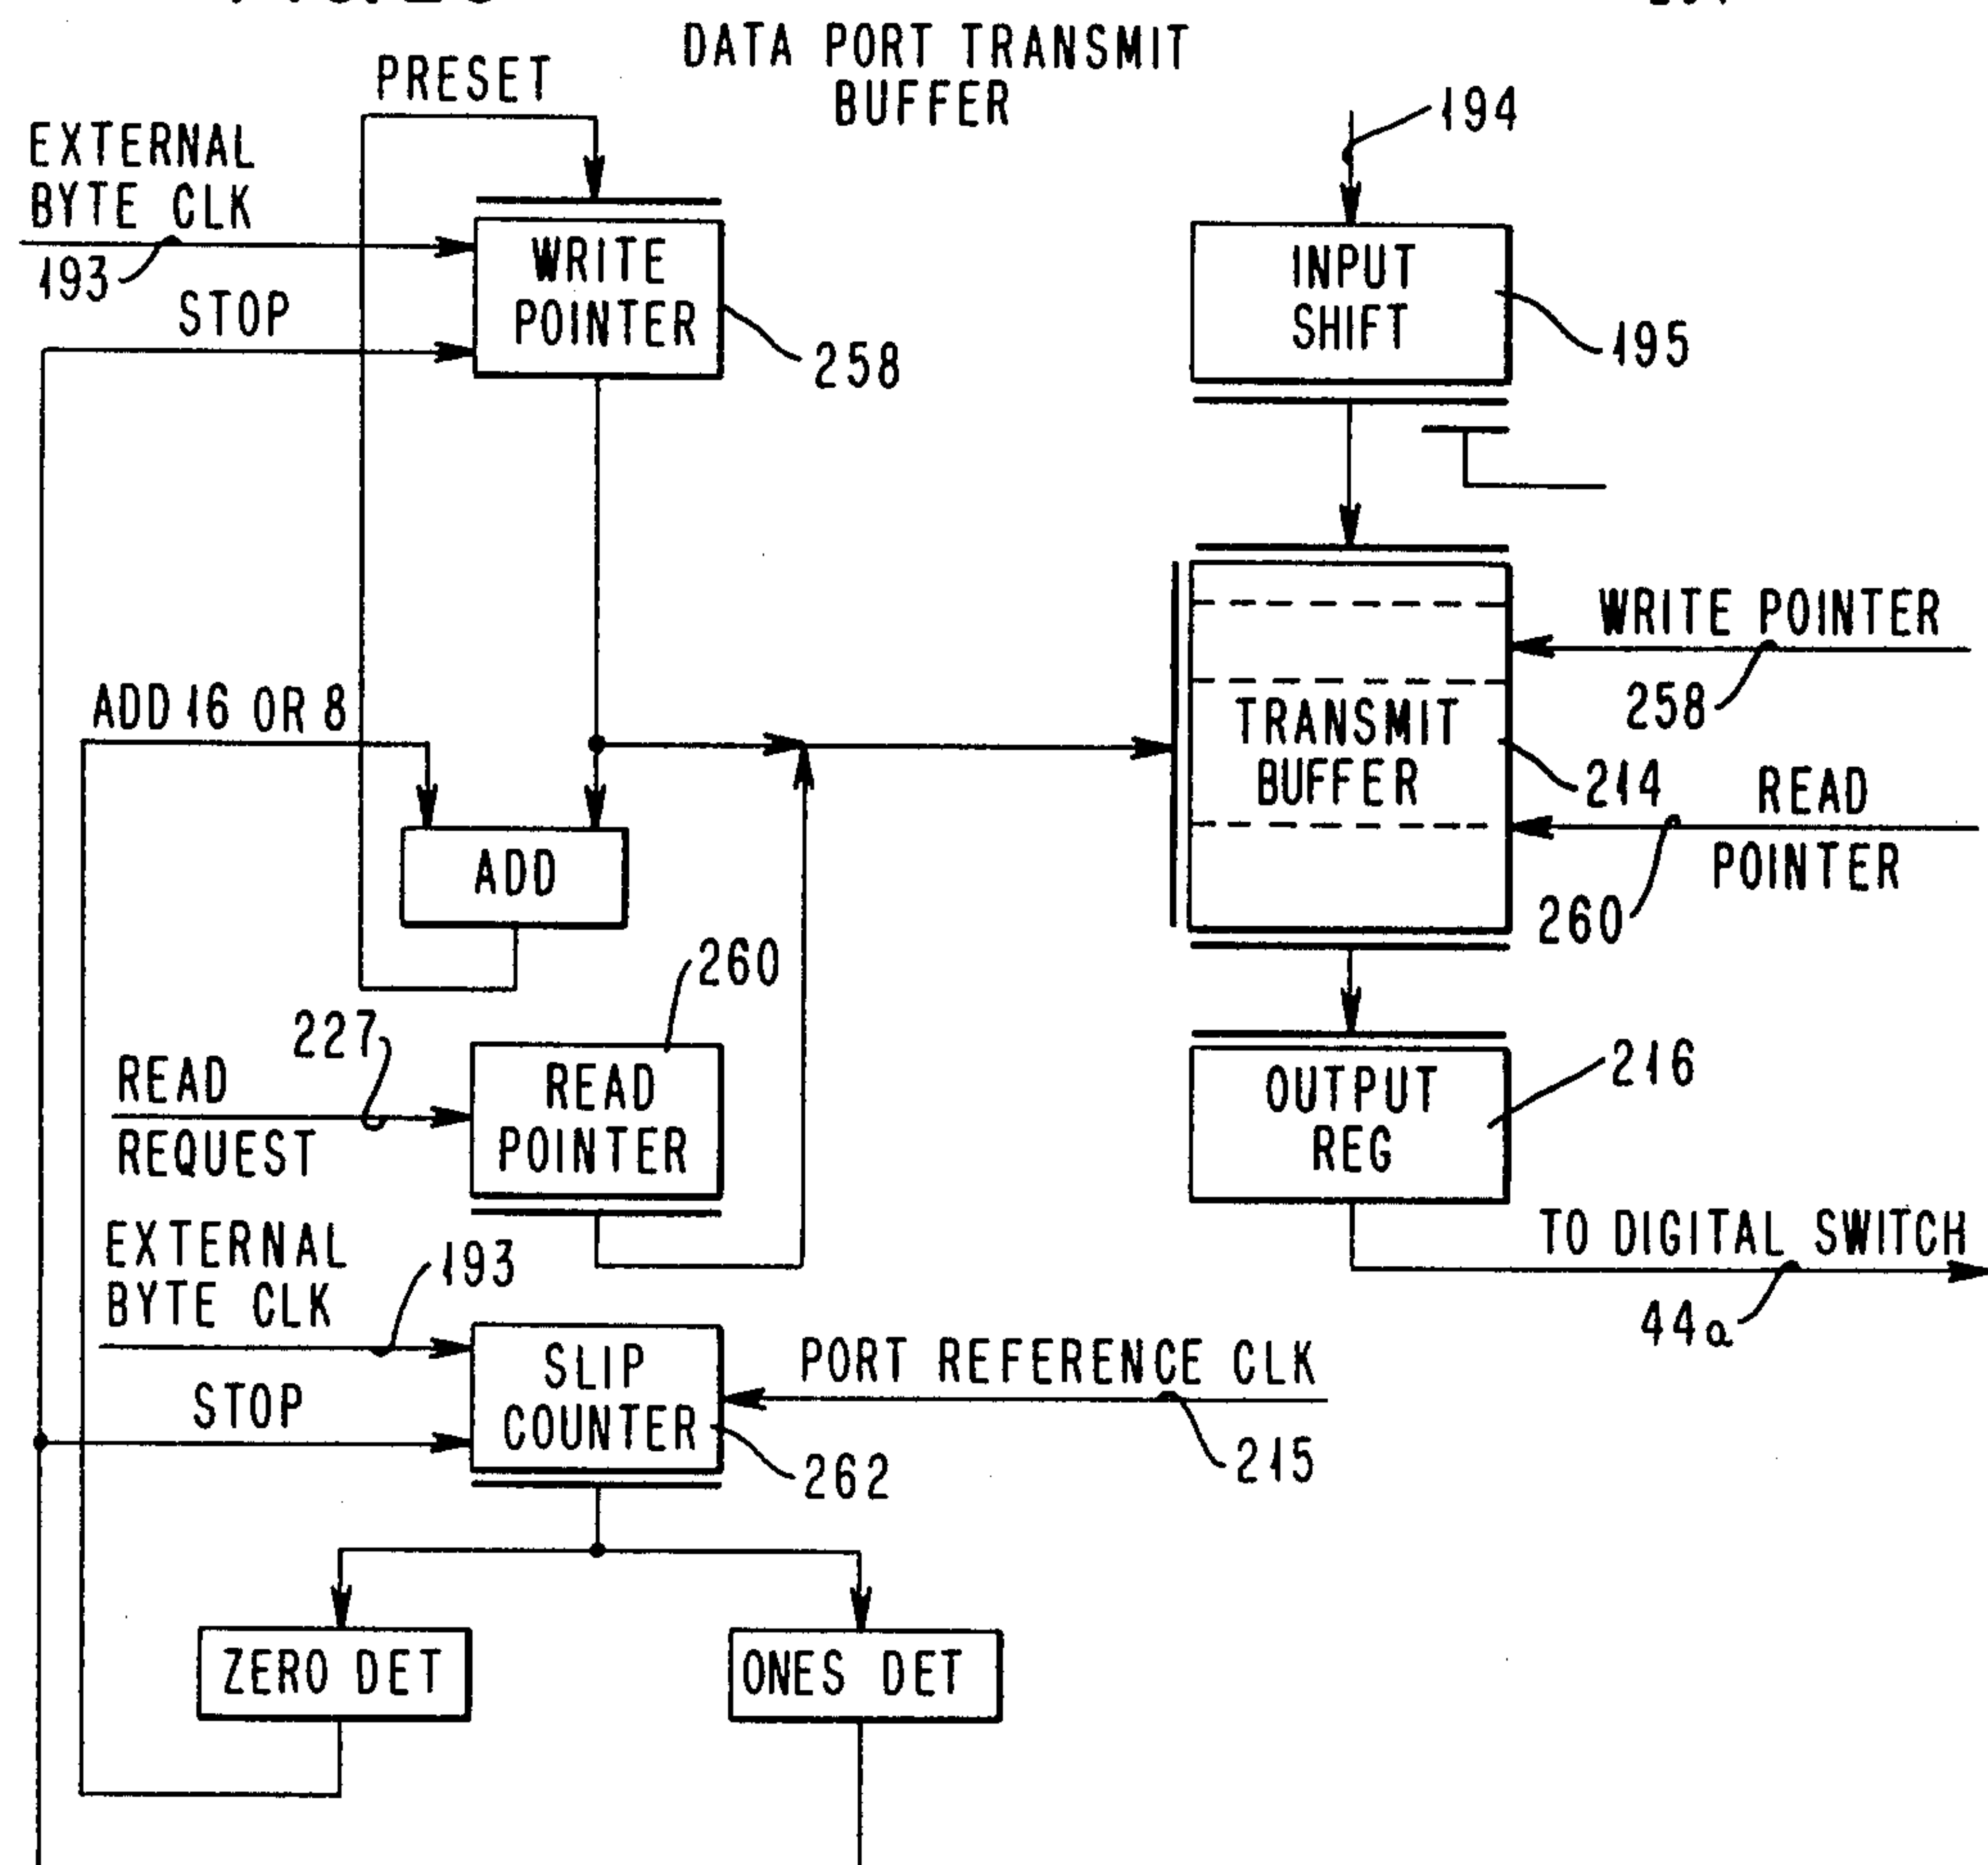 DATA PORT TRANSMIT
BUFFER
PRESET
EXTERNAL
BYTE CLK
193
STOP
WRITE
POINTER
258
194
INPUT
SHIFT
195
WRITE POINTER
258
TRANSMIT
BUFFER
214
READ
POINTER
260
ADD 16 OR 8
ADD
260
227
READ
REQUEST
READ
POINTER
OUTPUT
REG
216
TO DIGITAL SWITCH
44a
EXTERNAL
BYTE CLK
193
STOP
SLIP
COUNTER
262
PORT REFERENCE CLK
215
ZERO DET
ONES DET